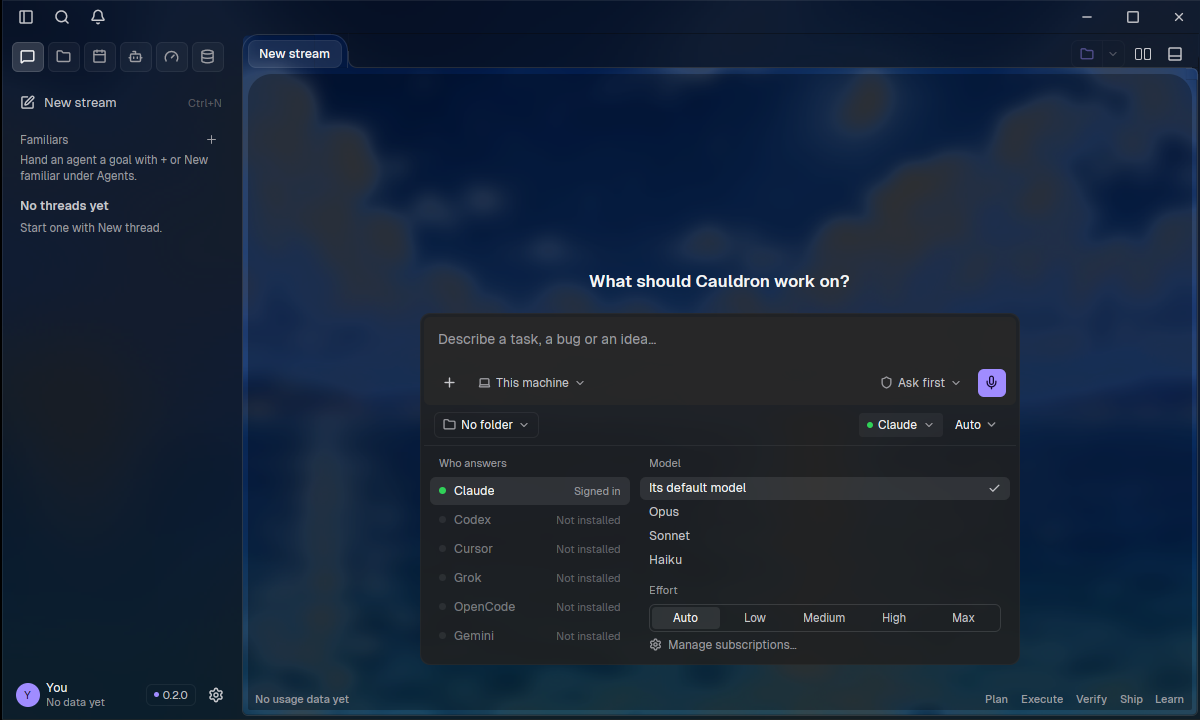 New stream
New stream Ctrl+N
Familiars
Hand an agent a goal with + or New
familiar under Agents.
No threads yet
Start one with New thread.
What should Cauldron work on?
Describe a task, a bug or an idea...
This machine Ask first
No folder Claude Auto
Who answers
Claude Signed in
Codex Not installed
Cursor Not installed
Grok Not installed
OpenCode Not installed
Gemini Not installed
Model
Its default model
Opus
Sonnet
Haiku
Effort
Auto Low Medium High Max
Manage subscriptions...
Y You
No data yet
0.2.0
No usage data yet
Plan Execute Verify Ship Learn